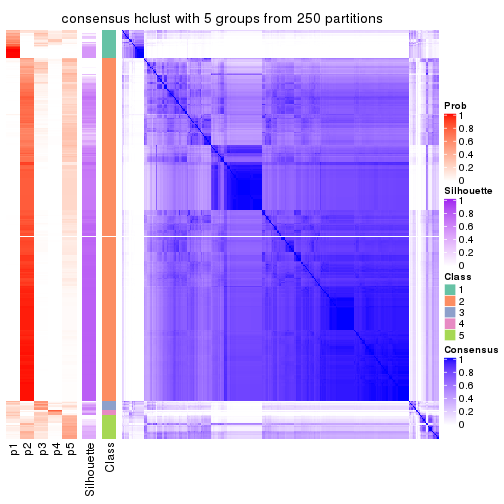 consensus hclust with 5 groups from 250 partitions
Prob
1
0.8
0.6
0.4
0.2
0
Silhouette
1
0.8
0.6
0.4
0.2
0
Class
1
2
3
4
5
Consensus
1
0.8
0.6
0.4
0.2
0
p1
p2
p3
p4
p5
Silhouette
Class